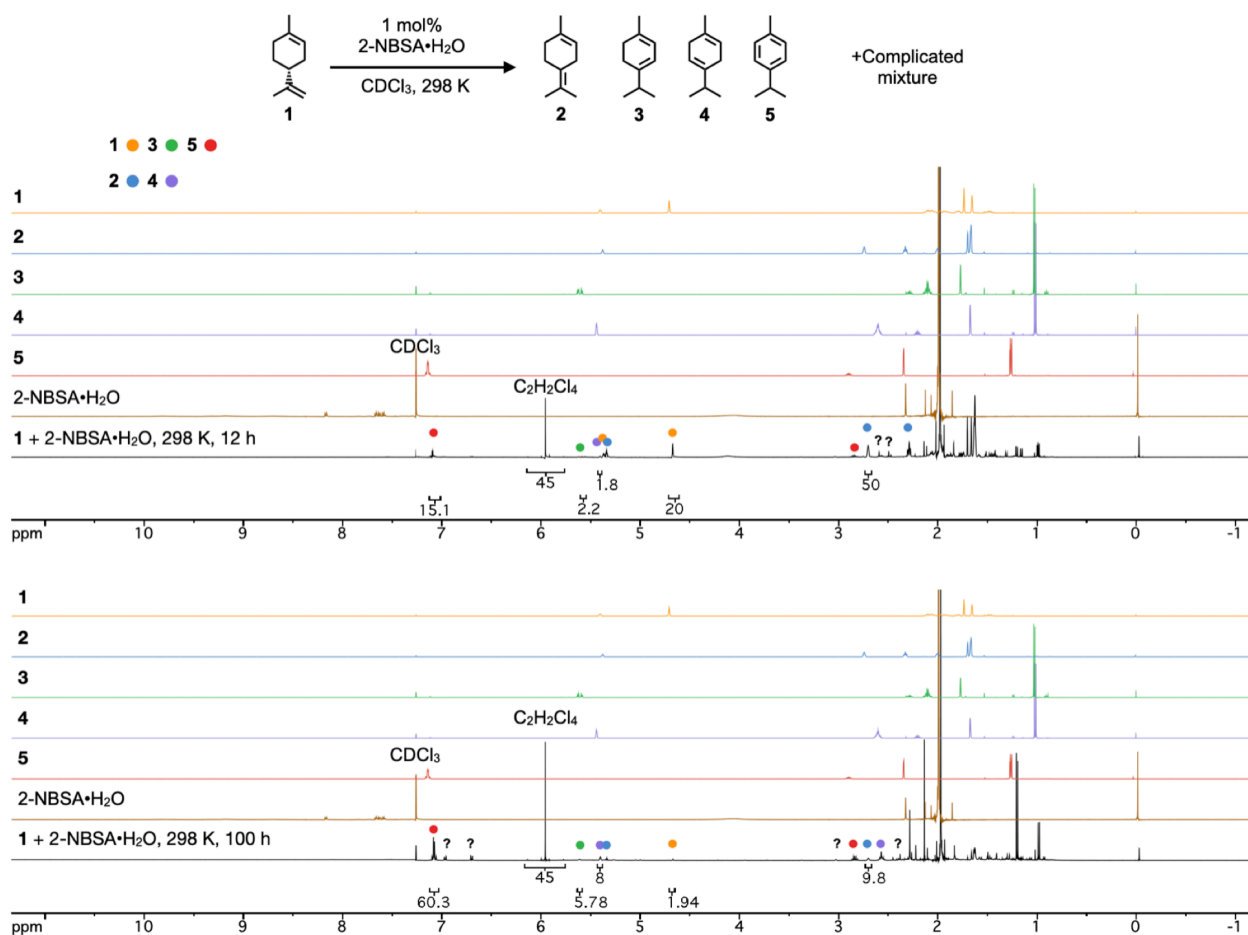 1 mol%
2-NBSA•H₂O
CDCl₃, 298 K
+Complicated
mixture
1
2
3
4
5
1 3 5
2 4
1
2
3
4
5
CDCl₃
C₂H₂Cl₄
2-NBSA•H₂O
1 + 2-NBSA•H₂O, 298 K, 12 h
? ?
45 1.8 50
15.1 2.2 20
ppm 10 9 8 7 6 5 4 3 2 1 0 -1
1
2
3
4
C₂H₂Cl₄
5
CDCl₃
2-NBSA•H₂O
1 + 2-NBSA•H₂O, 298 K, 100 h
? ? ? ?
45 8 9.8
60.3 5.78 1.94
ppm 10 9 8 7 6 5 4 3 2 1 0 -1